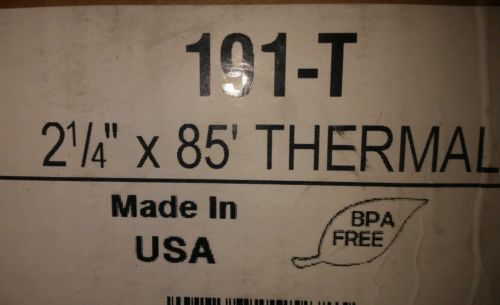 191-T
2¼" x 85' THERMAL
Made In
USA
BPA
FREE